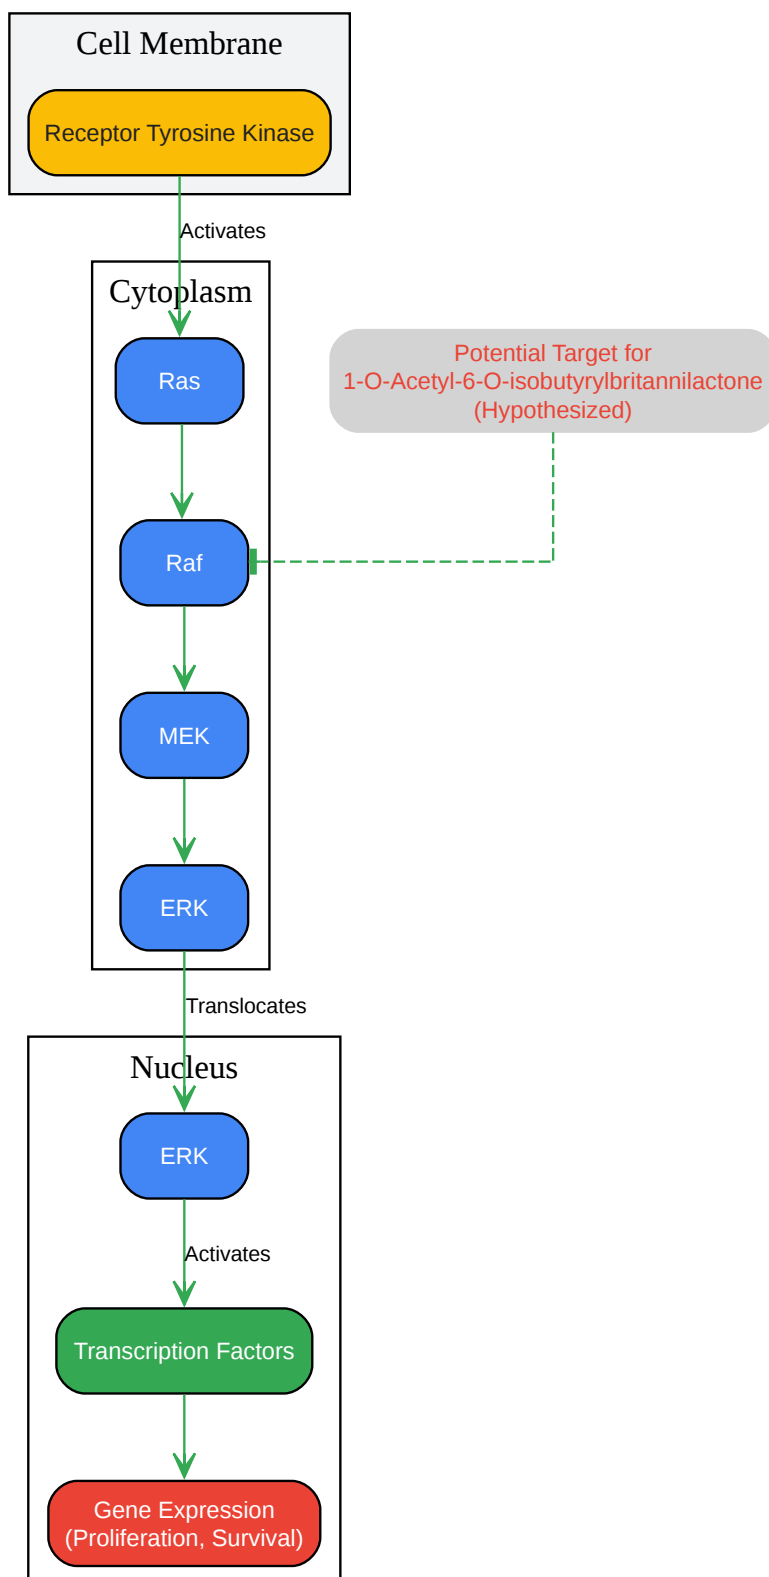 Cell Membrane
Receptor Tyrosine Kinase
Activates
Cytoplasm
Ras
Potential Target for
1-O-Acetyl-6-O-isobutyrylbritannilactone
(Hypothesized)
Raf
MEK
ERK
Translocates
Nucleus
ERK
Activates
Transcription Factors
Gene Expression
(Proliferation, Survival)